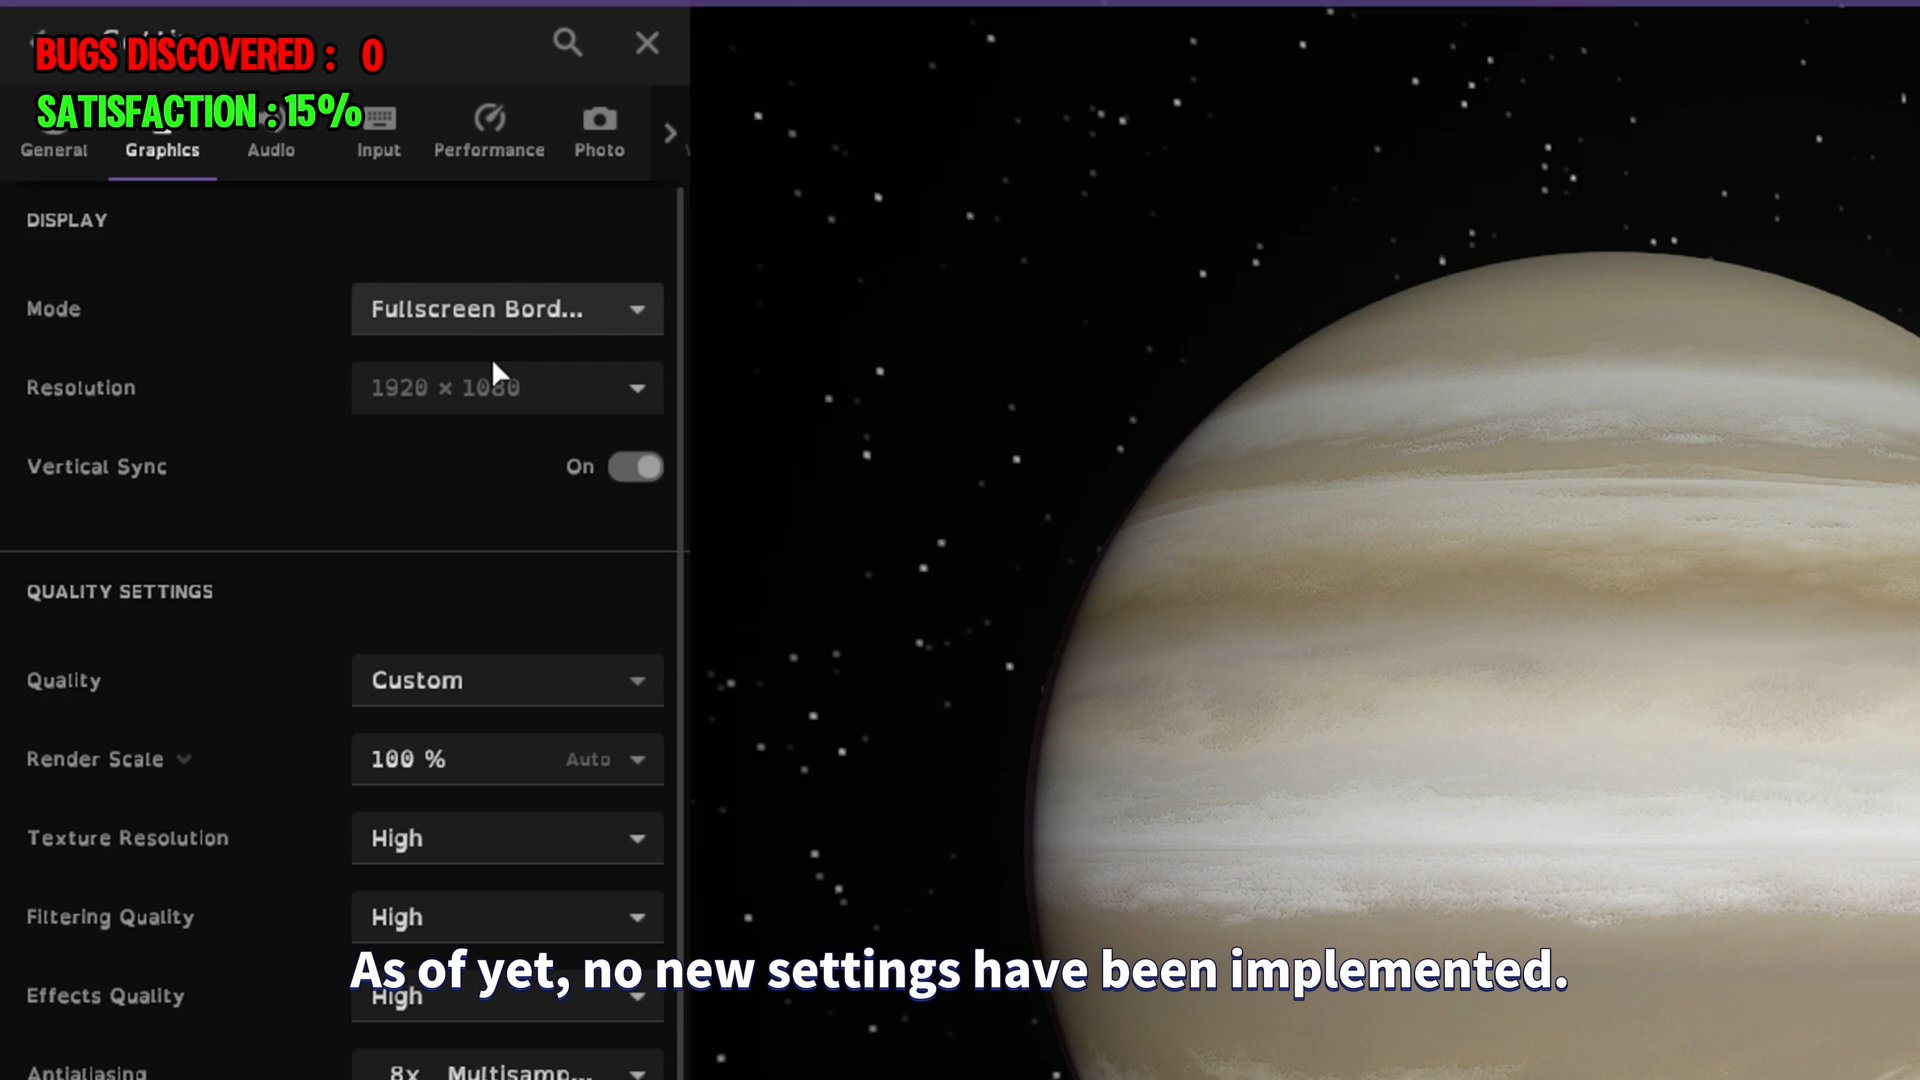 BUGS DISCOVERED : 0
SATISFACTION : 15%
General Graphics Audio Input Performance Photo
DISPLAY
Mode Fullscreen Bord...
Resolution 1920 × 1080
Vertical Sync On
QUALITY SETTINGS
Quality Custom
Render Scale 100 % Auto
Texture Resolution High
Filtering Quality High
As of yet, no new settings have been implemented.
Effects Quality High
Antialiasing 8x Multisamp...